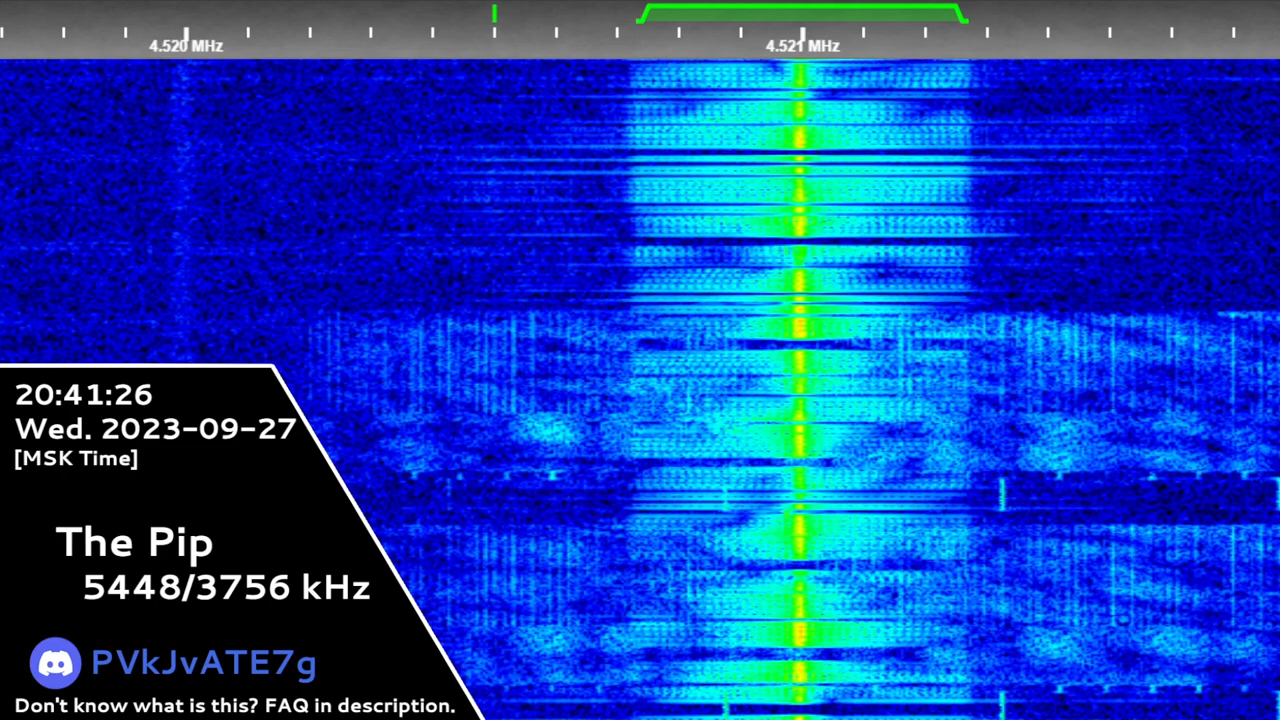 4.520 MHz
4.521 MHz
20:41:26
Wed. 2023-09-27
[MSK Time]
The Pip
5448/3756 kHz
PVkJvATE7g
Don't know what is this? FAQ in description.